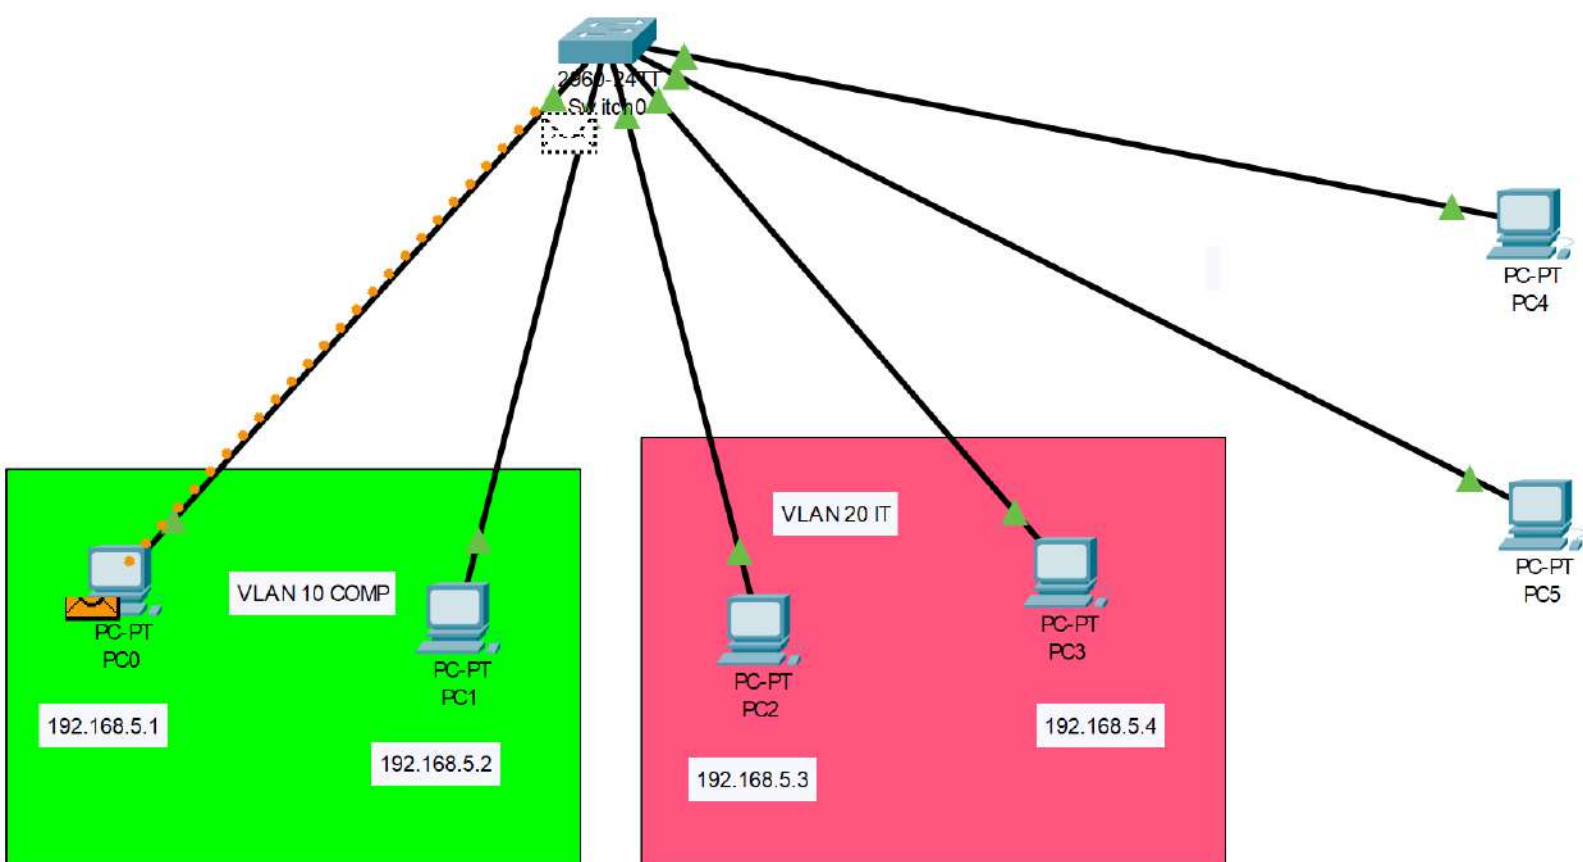 2960-24TT
Switch0
PC-PT
PC4
VLAN 20 IT
PC-PT
PC5
VLAN 10 COMP
PC-PT
PC0
PC-PT
PC1
PC-PT
PC2
PC-PT
PC3
192.168.5.1
192.168.5.2
192.168.5.3
192.168.5.4